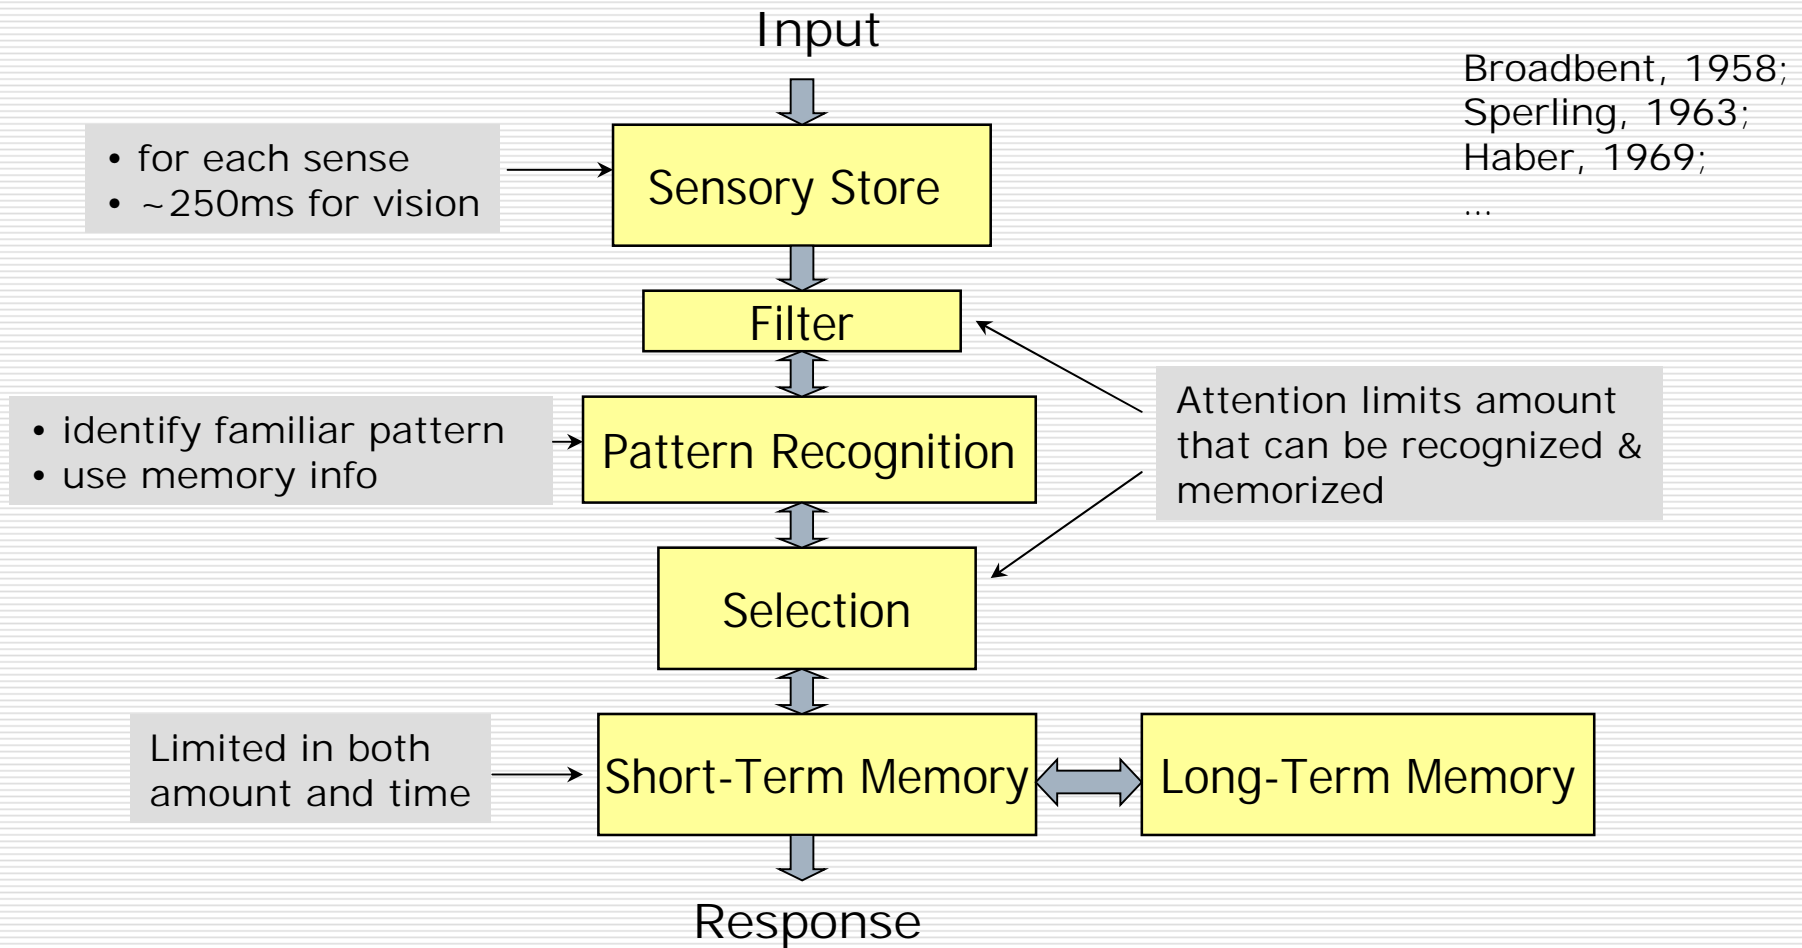 Input
Broadbent, 1958;
Sperling, 1963;
Haber, 1969;
...
• for each sense
• ~250ms for vision
Sensory Store
Filter
Attention limits amount
that can be recognized &
memorized
• identify familiar pattern
• use memory info
Pattern Recognition
Selection
Limited in both
amount and time
Short-Term Memory
Long-Term Memory
Response